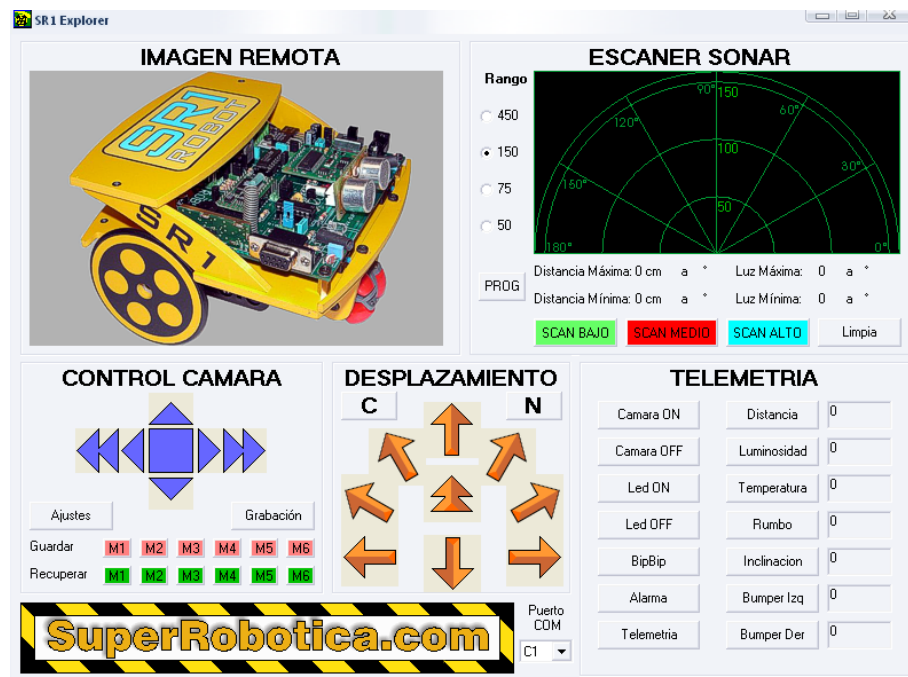 SR1 Explorer
IMAGEN REMOTA
SR1
ROBOT
SR1
ESCANER SONAR
Rango
450
150
75
50
PROG
90° 150
60°
120°
100
30°
150°
50
180°
0°
Distancia Máxima: 0 cm a ° Luz Máxima: 0 a °
Distancia Mínima: 0 cm a ° Luz Mínima: 0 a °
SCAN BAJO SCAN MEDIO SCAN ALTO Limpia
CONTROL CAMARA
Ajustes Grabación
Guardar M1 M2 M3 M4 M5 M6
Recuperar M1 M2 M3 M4 M5 M6
DESPLAZAMIENTO
C N
TELEMETRIA
Camara ON Distancia 0
Camara OFF Luminosidad 0
Led ON Temperatura 0
Led OFF Rumbo 0
BipBip Inclinacion 0
Alarma Bumper Izq 0
Telemetria Bumper Der 0
SuperRobotica.com
Puerto
COM
C1